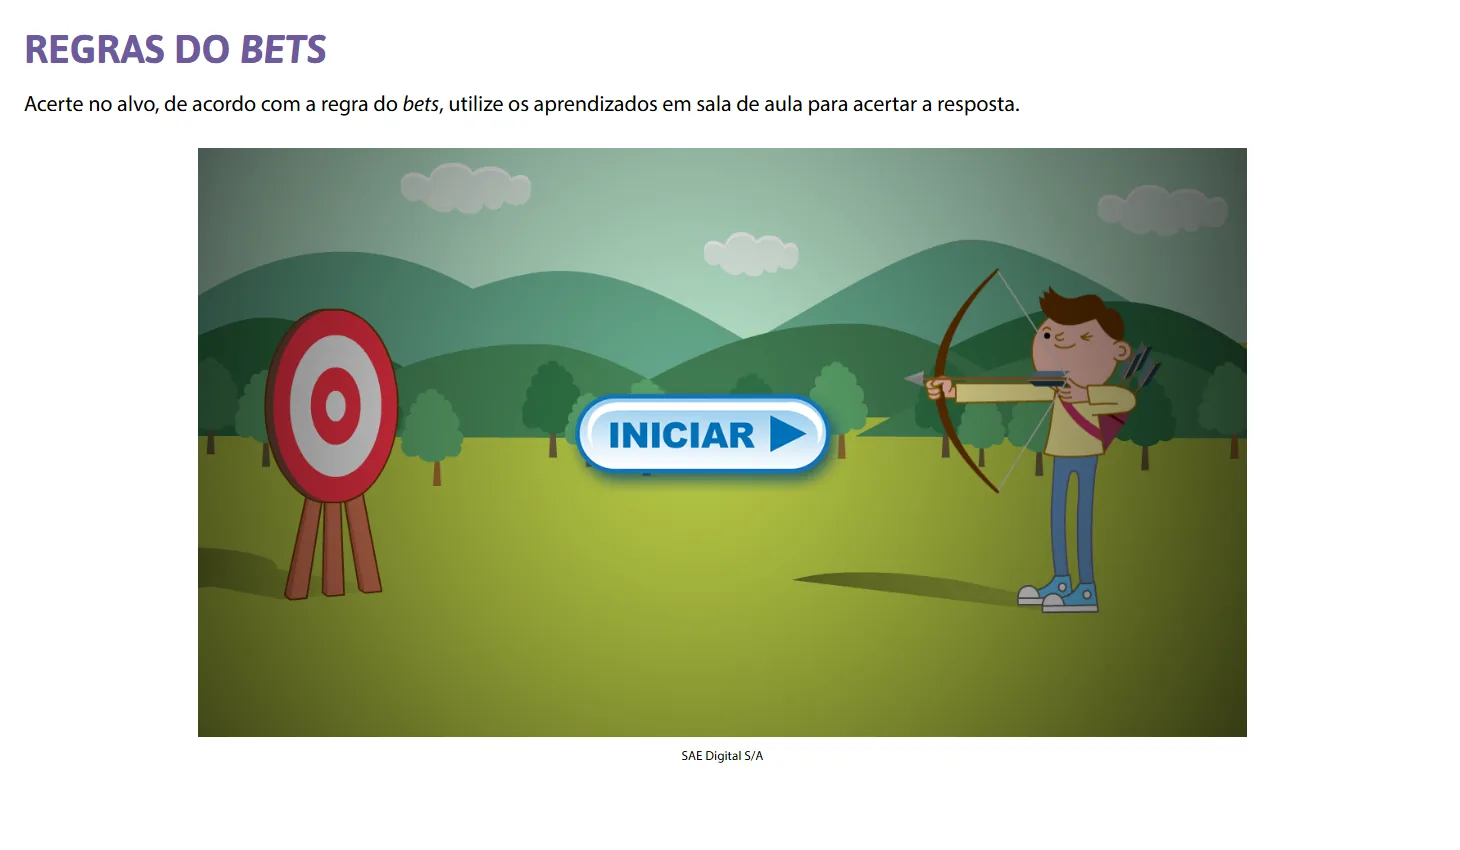 REGRAS DO BETS
Acerte no alvo, de acordo com a regra do bets, utilize os aprendizados em sala de aula para acertar a resposta.
INICIAR
SAE Digital S/A